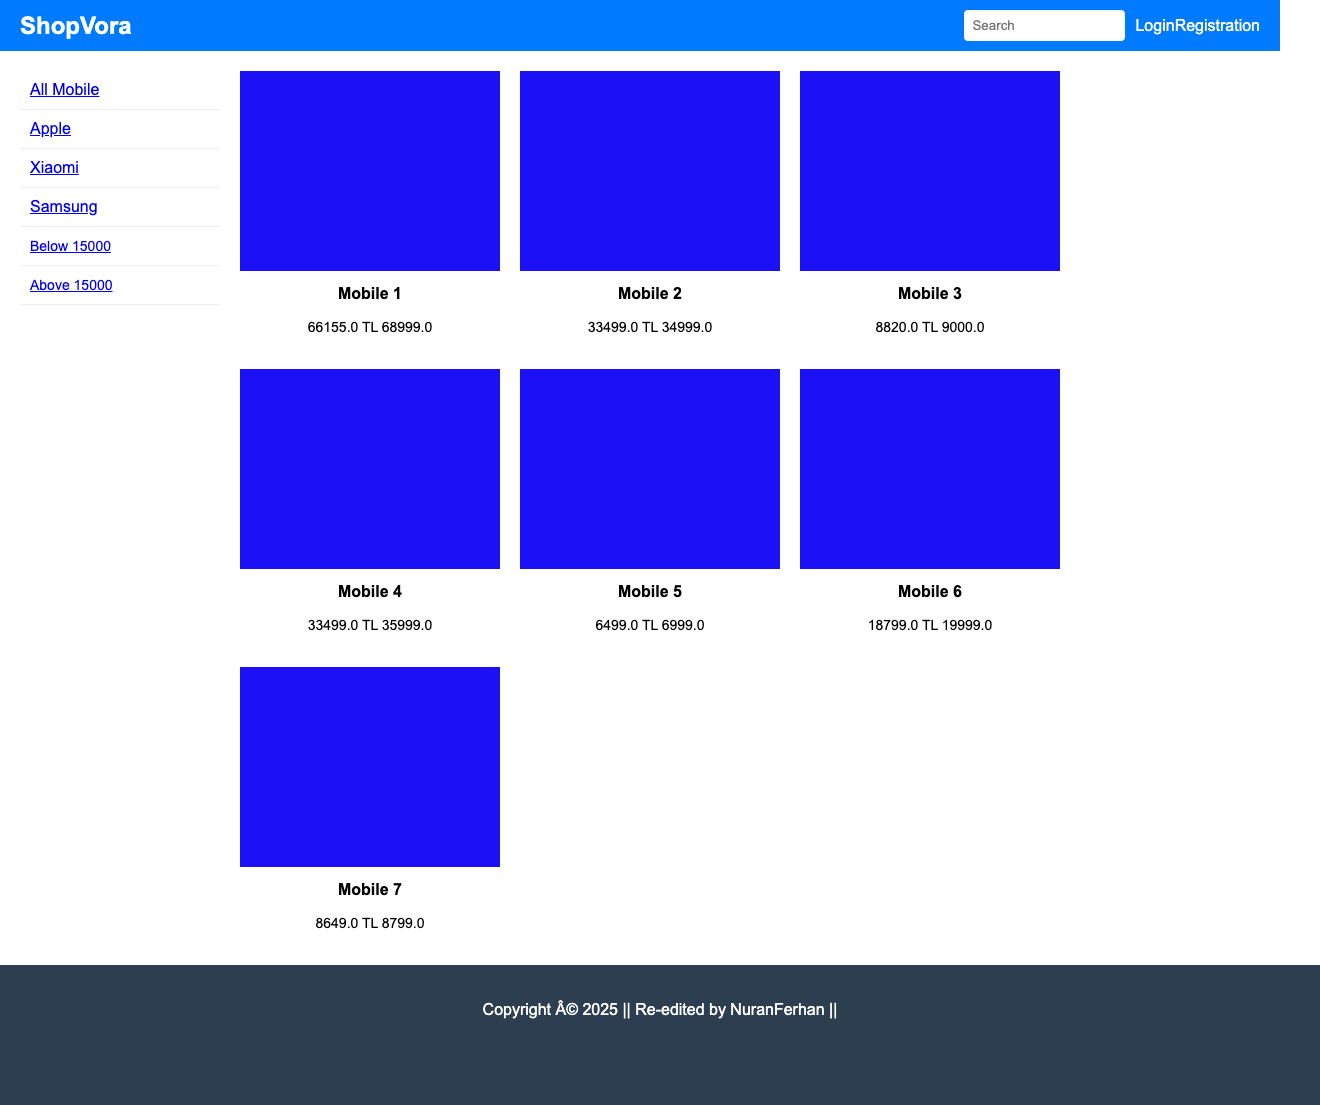 ShopVora
Search
LoginRegistration
All Mobile
Apple
Xiaomi
Samsung
Below 15000
Above 15000
Mobile 1
66155.0 TL 68999.0
Mobile 2
33499.0 TL 34999.0
Mobile 3
8820.0 TL 9000.0
Mobile 4
33499.0 TL 35999.0
Mobile 5
6499.0 TL 6999.0
Mobile 6
18799.0 TL 19999.0
Mobile 7
8649.0 TL 8799.0
Copyright Â© 2025 || Re-edited by NuranFerhan ||